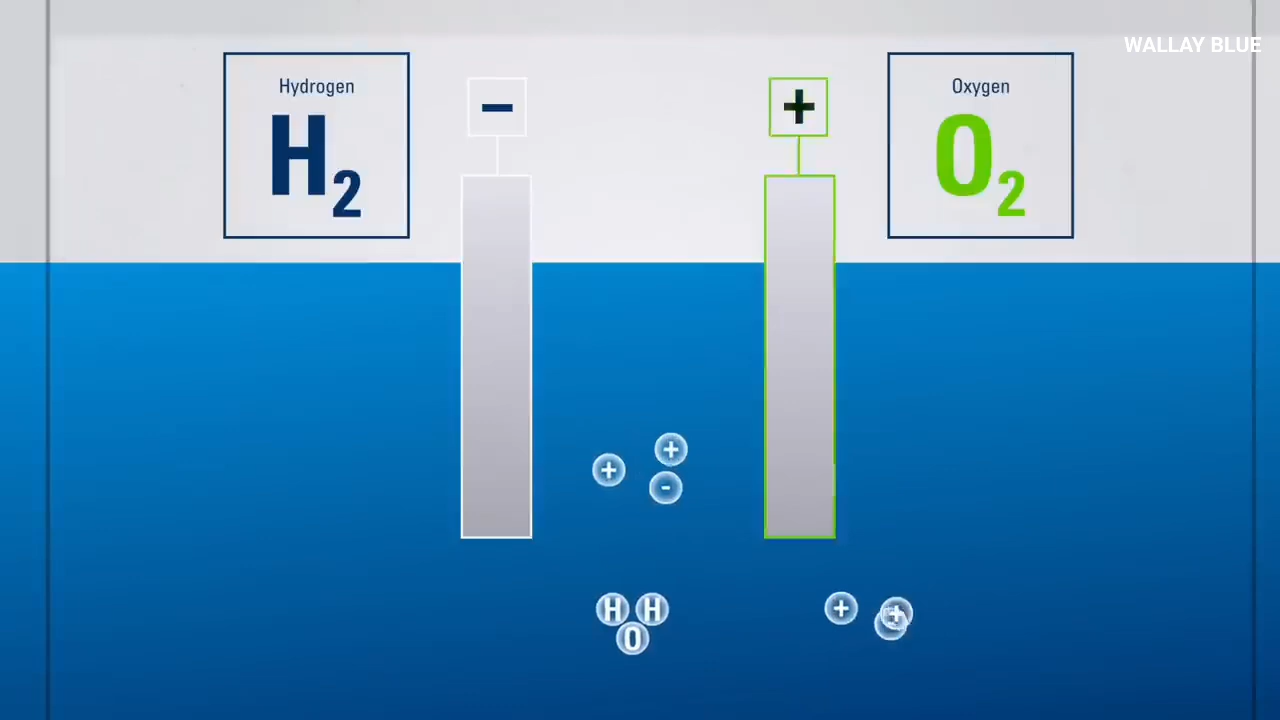 WALLAY BLUE
Hydrogen
H2
−
+
Oxygen
O2
+
+
-
H H
O
+
+